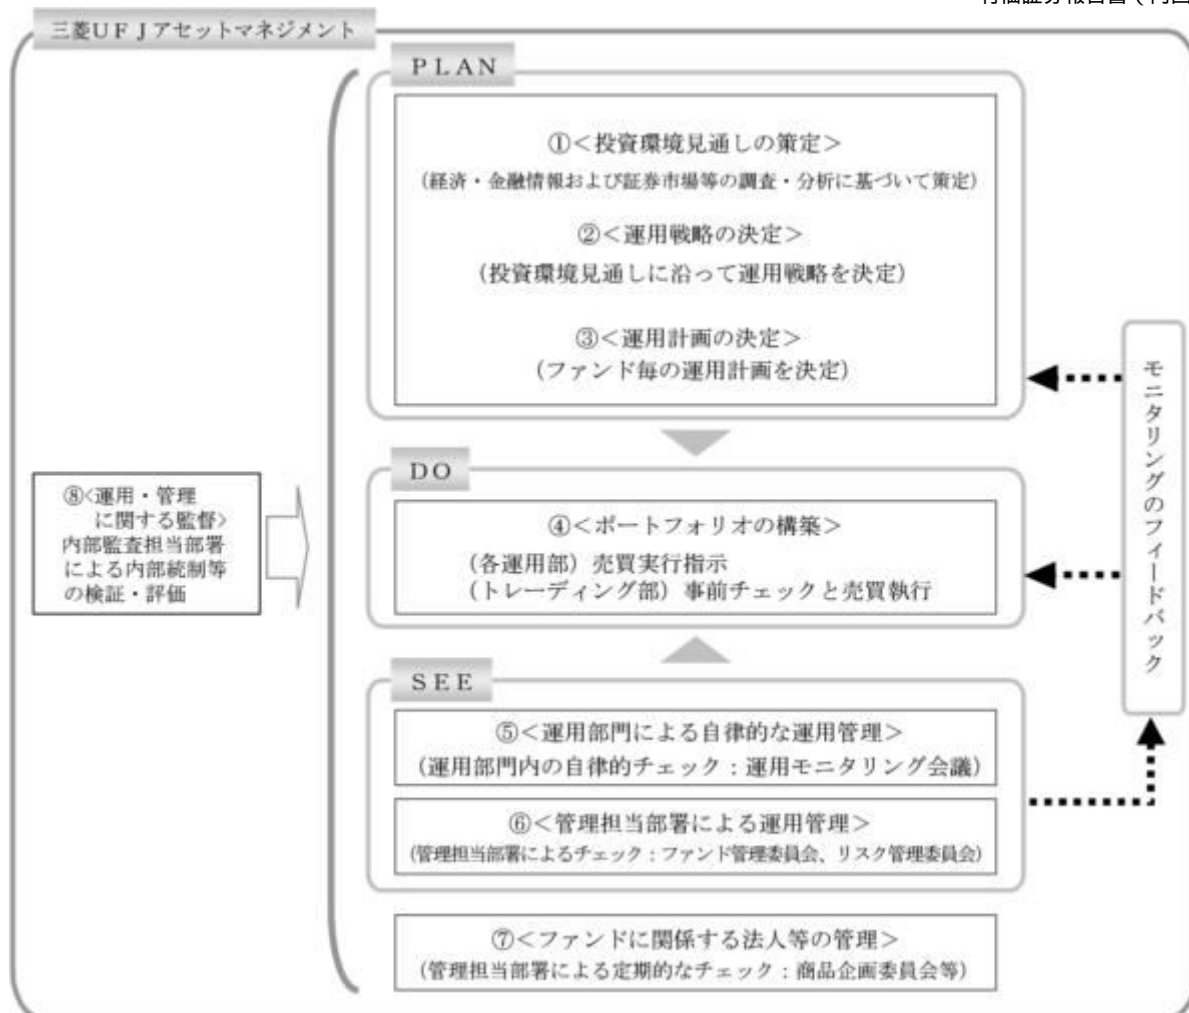 三菱UFJアセットマネジメント
PLAN
①<投資環境見通しの策定>
(経済・金融情報および証券市場等の調査・分析に基づいて策定)
②<運用戦略の決定>
(投資環境見通しに沿って運用戦略を決定)
③<運用計画の決定>
(ファンド毎の運用計画を決定)
DO
④<ポートフォリオの構築>
(各運用部)売買実行指示
(トレーディング部)事前チェックと売買執行
SEE
⑤<運用部門による自律的な運用管理>
(運用部門内の自律的チェック:運用モニタリング会議)
⑥<管理担当部署による運用管理>
(管理担当部署によるチェック:ファンド管理委員会、リスク管理委員会)
⑦<ファンドに関係する法人等の管理>
(管理担当部署による定期的なチェック:商品企画委員会等)
⑧<運用・管理
に関する監督>
内部監査担当部署
による内部統制等
の検証・評価
モニタリングのフィードバック